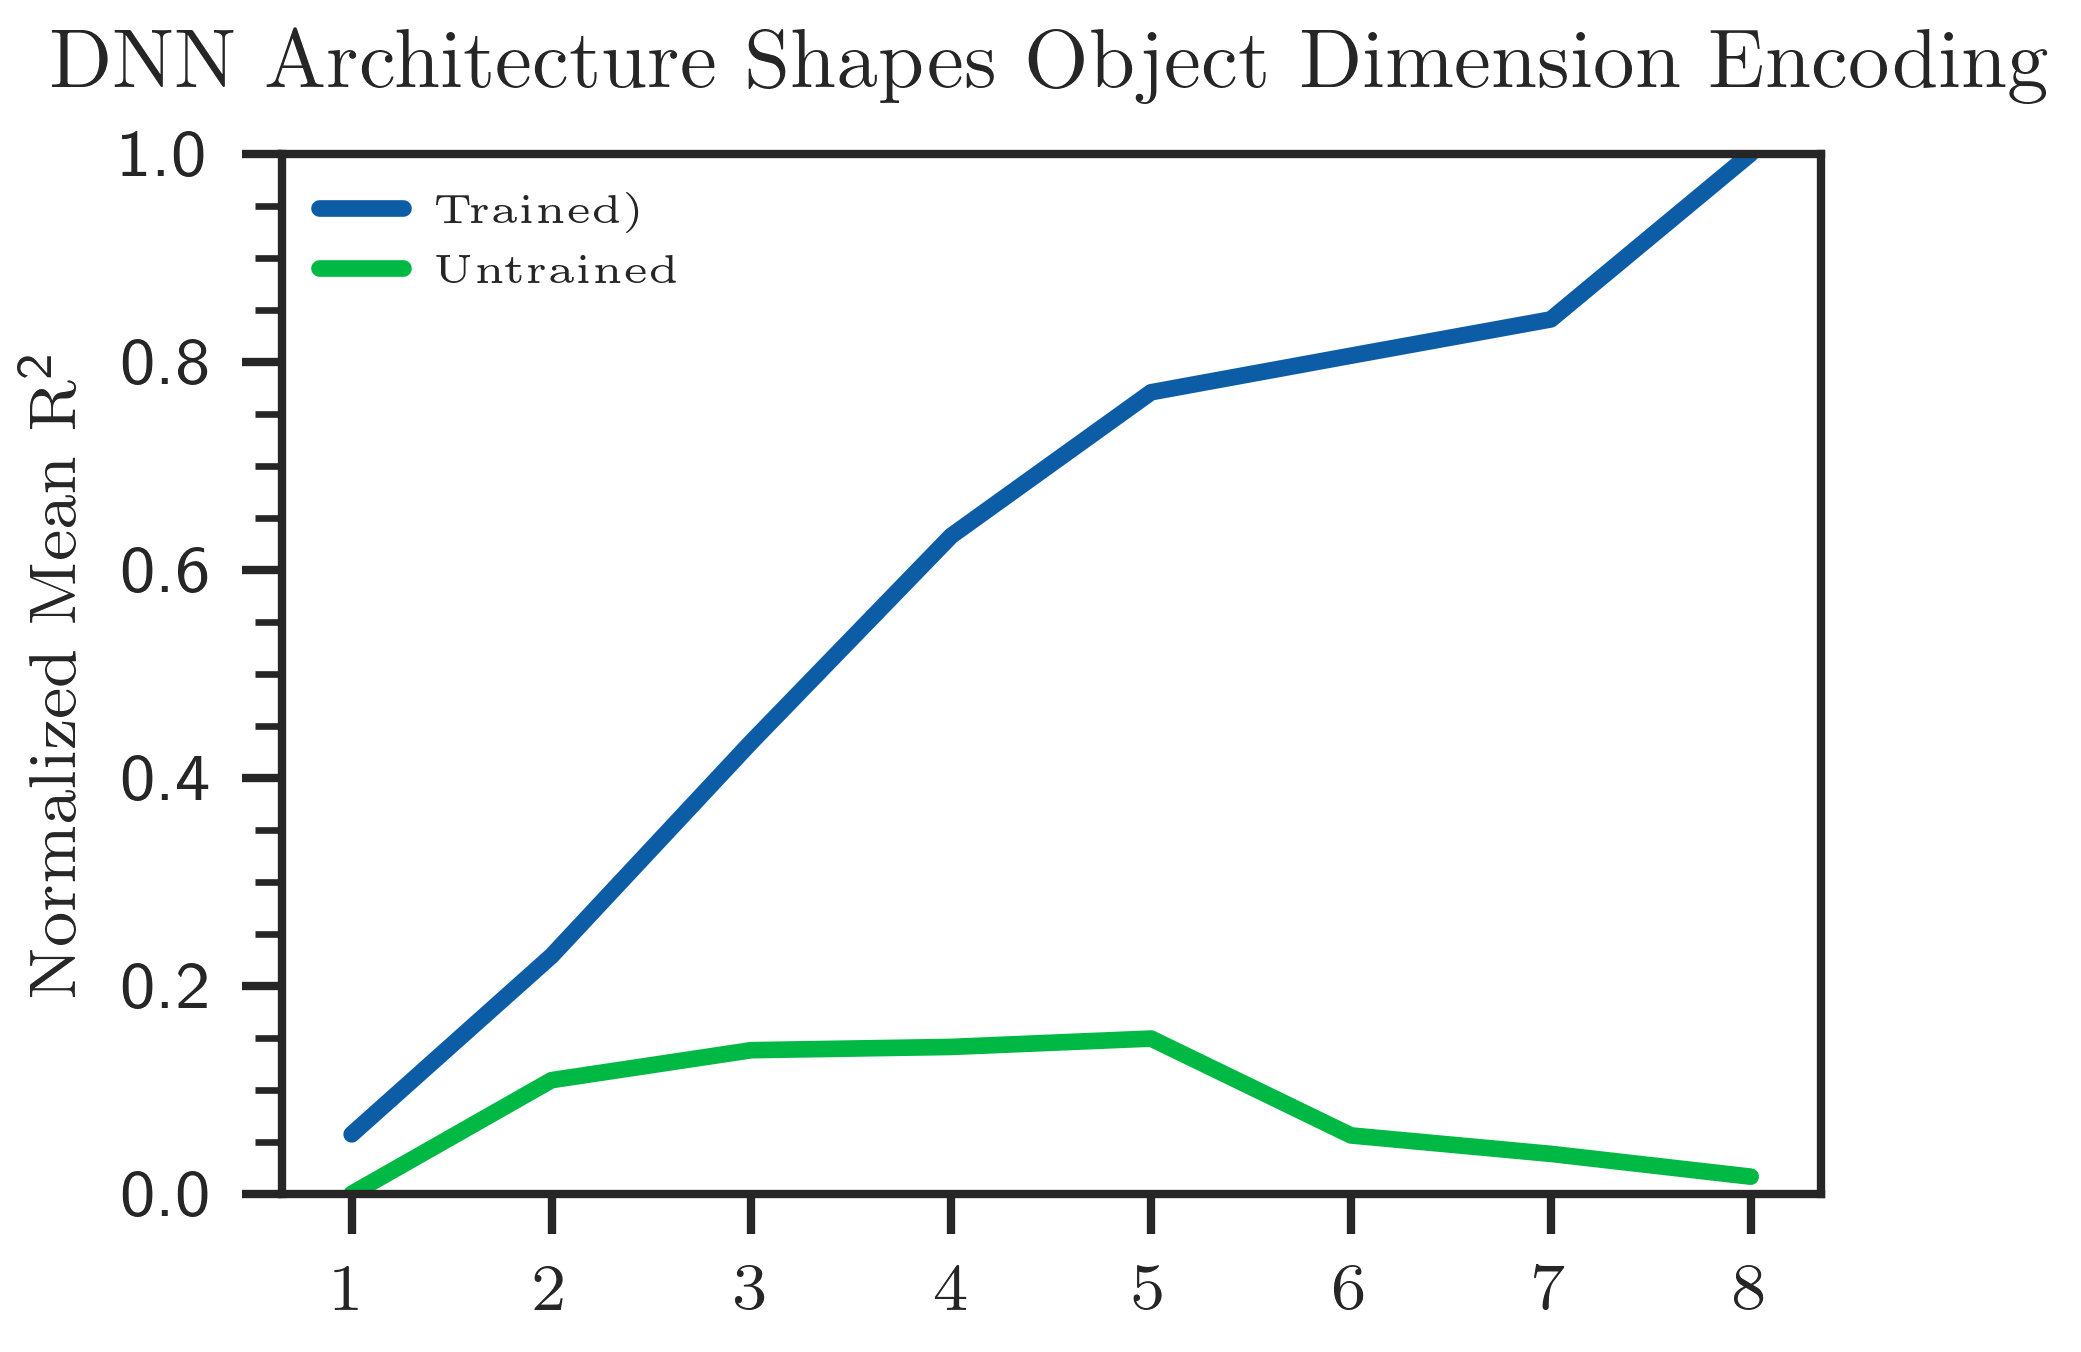 DNN Architecture Shapes Object Dimension Encoding
Normalized Mean R²
1.0
0.8
0.6
0.4
0.2
0.0
Trained)
Untrained
1 2 3 4 5 6 7 8